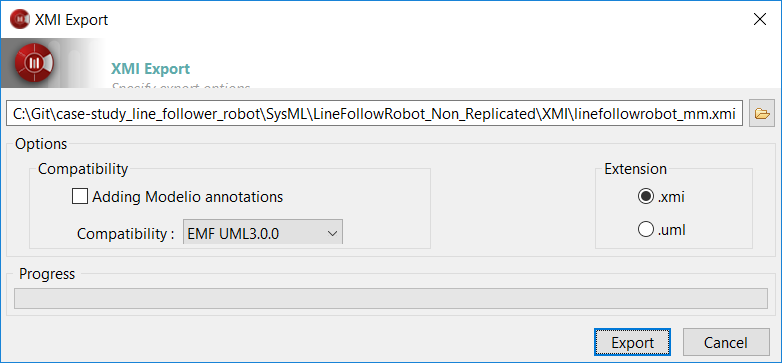 XMI Export
XMI Export
Specify export options
C:\Git\case-study_line_follower_robot\SysML\LineFollowRobot_Non_Replicated\XMI\linefollowrobot_mm.xmi
Options
Compatibility
Extension
Adding Modelio annotations
.xmi
Compatibility :
EMF UML3.0.0
.uml
Progress
Export
Cancel